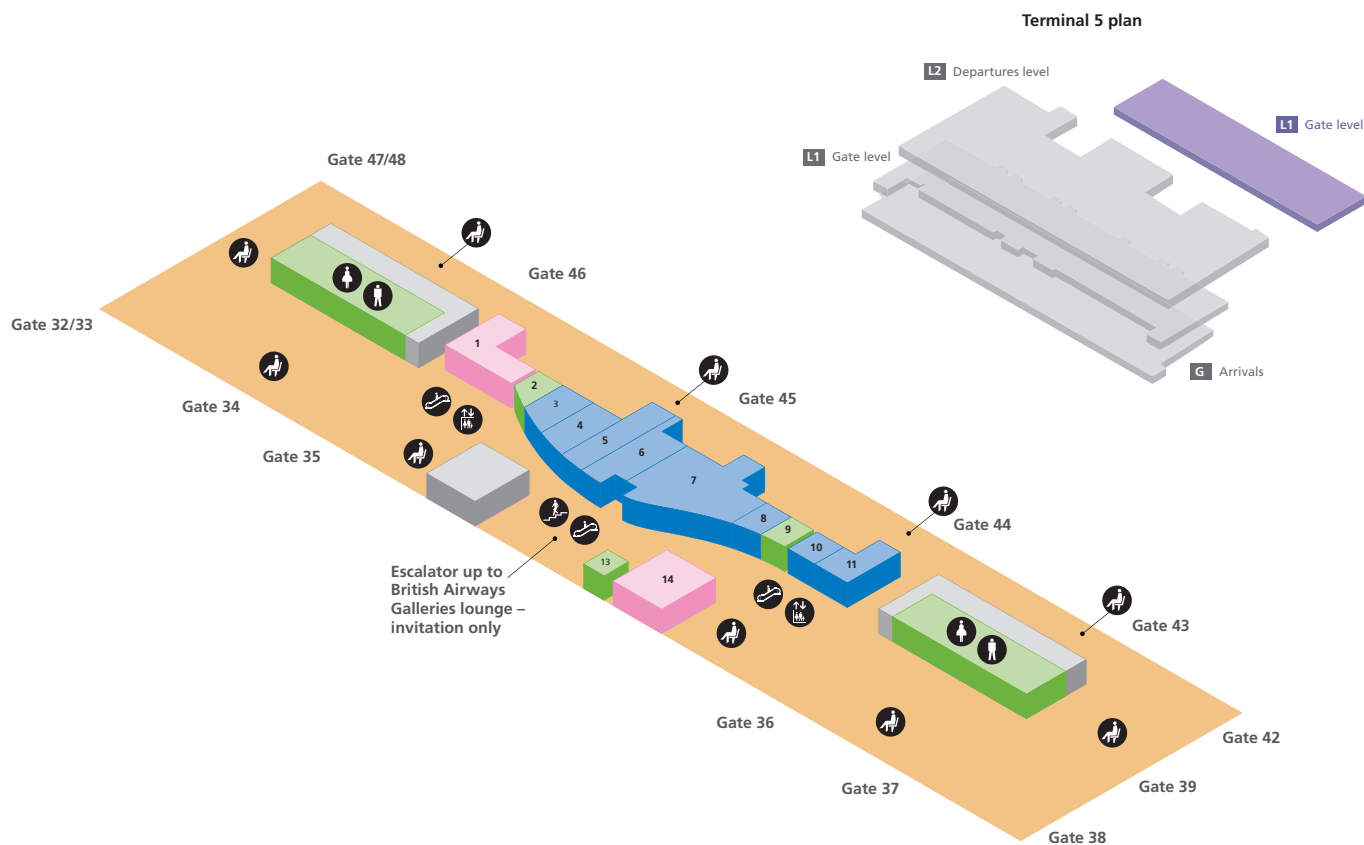 Terminal 5 plan
L2 Departures level
L1 Gate level
L1 Gate level
G Arrivals
Gate 47/48
Gate 46
Gate 32/33
Gate 45
Gate 34
Gate 35
Gate 44
Escalator up to
British Airways
Galleries lounge –
invitation only
Gate 43
Gate 36
Gate 42
Gate 37
Gate 39
Gate 38
1
2
3
4
5
6
7
8
9
10
11
13
14